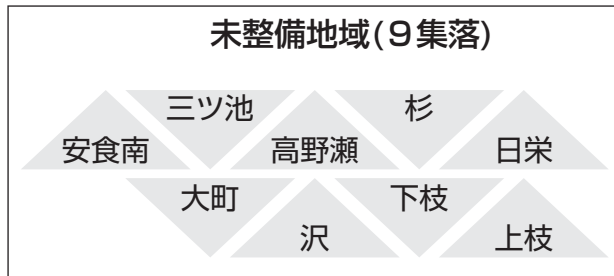 未整備地域(9集落)
三ツ池 杉
安食南 高野瀬 日栄
大町 下枝
沢 上枝